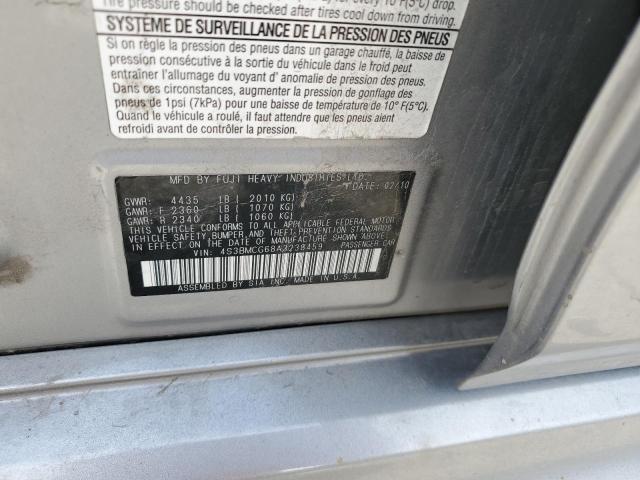 Tire pressure should be checked after tires cool down from driving.
SYSTÈME DE SURVEILLANCE DE LA PRESSION DES PNEUS
Si on règle la pression des pneus dans un garage chauffé, la baisse de
pression consécutive à la sortie du véhicule dans le froid peut
entraîner l'allumage du voyant d' anomalie de pression des pneus.
Dans ces circonstances, augmenter la pression de gonflage des
pneus de 1psi (7kPa) pour une baisse de température de 10° F(5°C).
Quand le véhicule a roulé, il faut attendre que les pneus aient
refroidi avant de contrôler la pression.
MFD BY FUJI HEAVY INDUSTRIES LTD.
DATE: 02/10
GVWR: 4435 LB ( 2010 KG)
GAWR: F 2360 LB ( 1070 KG)
GAWR: R 2340 LB ( 1060 KG)
THIS VEHICLE CONFORMS TO ALL APPLICABLE FEDERAL MOTOR
VEHICLE SAFETY, BUMPER, AND THEFT PREVENTION STANDARDS
IN EFFECT ON THE DATE OF MANUFACTURE SHOWN ABOVE.
VIN: 4S3BMCG68A3238459 PASSENGER CAR
ASSEMBLED BY SIA INC. MADE IN U.S.A.